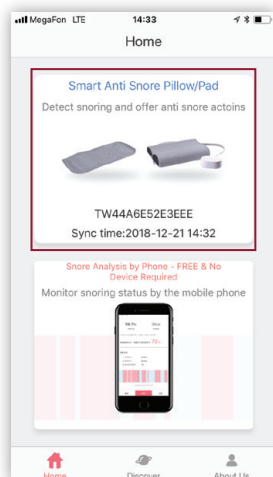 MegaFon LTE 14:33
Home
Smart Anti Snore Pillow/Pad
Detect snoring and offer anti snore actoins
TW44A6E52E3EEE
Sync time:2018-12-21 14:32
Snore Analysis by Phone - FREE & No
Device Required
Monitor snoring status by the mobile phone
Home Discover About Us